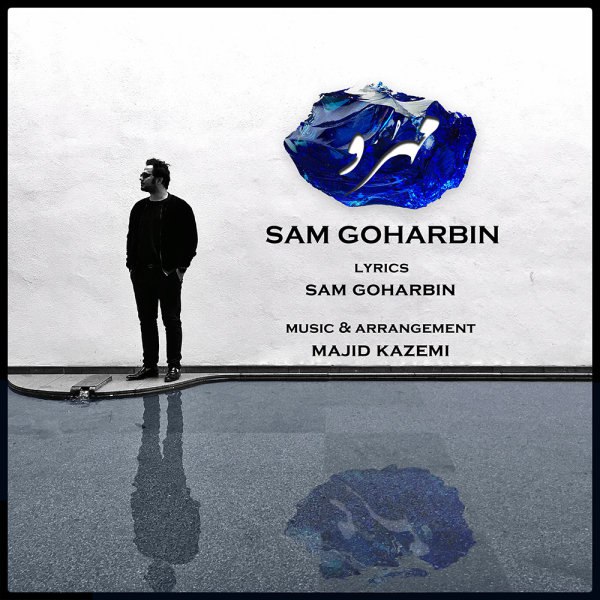 مهرو
SAM GOHARBIN
LYRICS
SAM GOHARBIN
MUSIC & ARRANGEMENT
MAJID KAZEMI